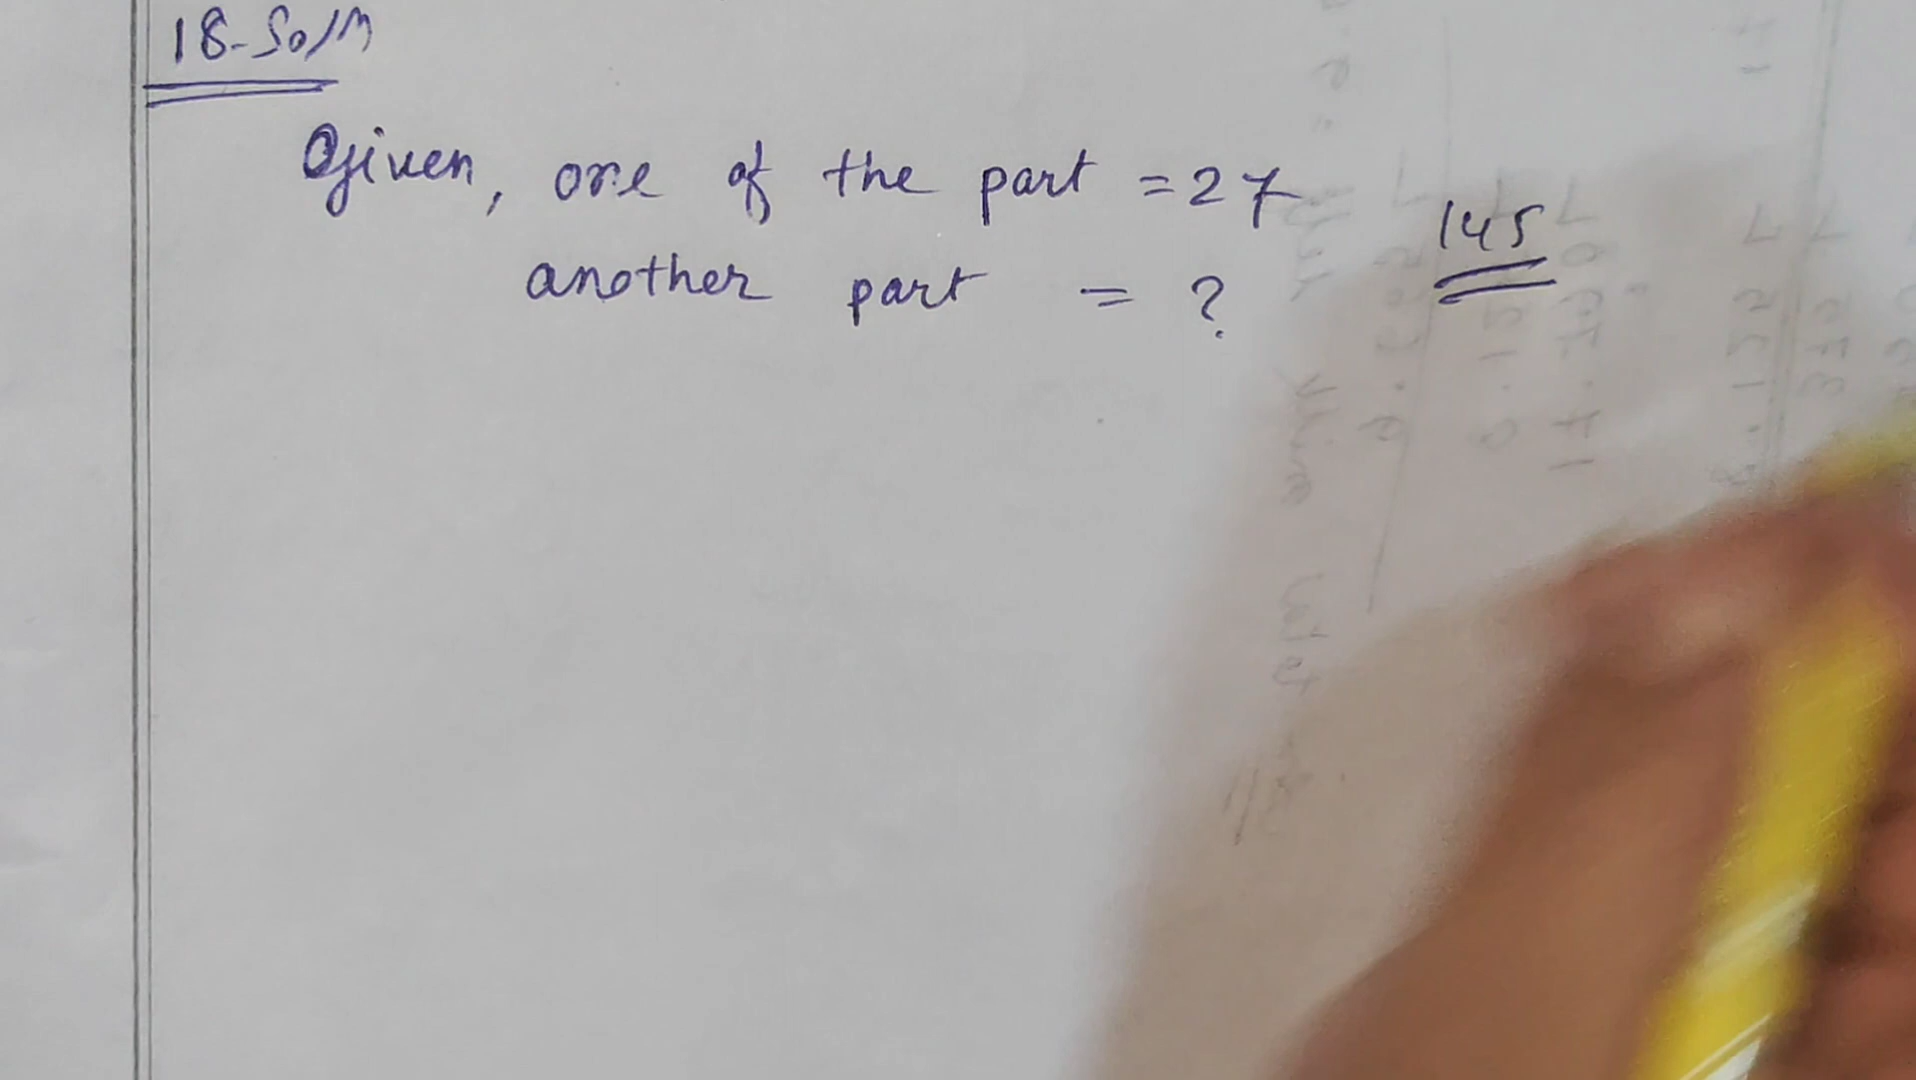 18-Soln
Given, one of the part = 27
another part = ?
145